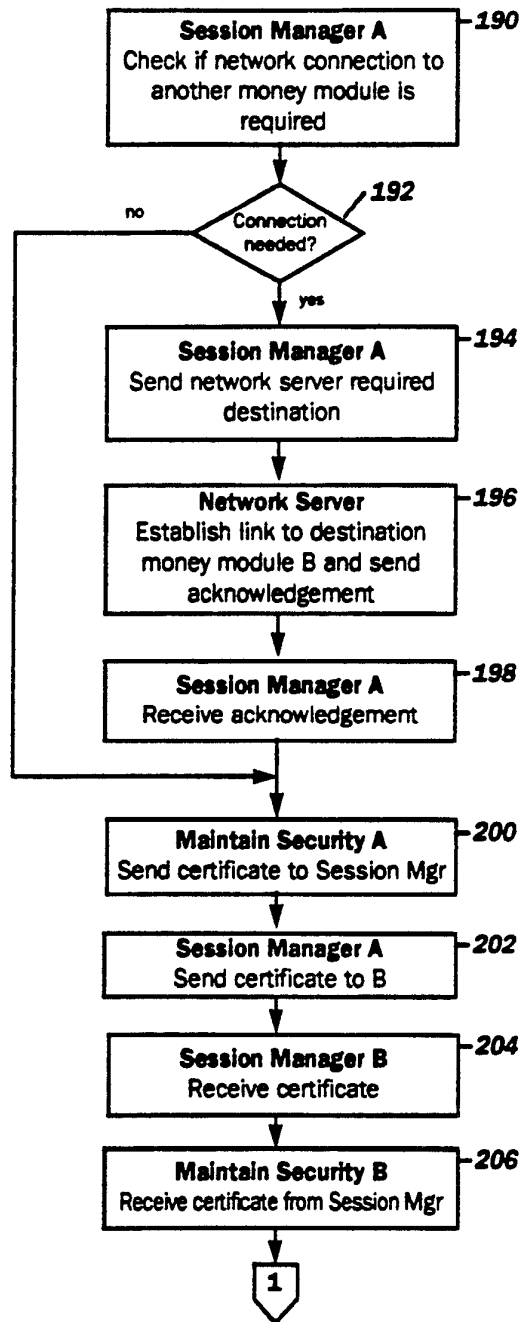 Session Manager A
190
Check if network connection to
another money module is
required
192
no
Connection
needed?
yes
194
Session Manager A
Send network server required
destination
196
Network Server
Establish link to destination
money module B and send
acknowledgement
198
Session Manager A
Receive acknowledgement
200
Maintain Security A
Send certificate to Session Mgr
202
Session Manager A
Send certificate to B
204
Session Manager B
Receive certificate
206
Maintain Security B
Receive certificate from Session Mgr
1